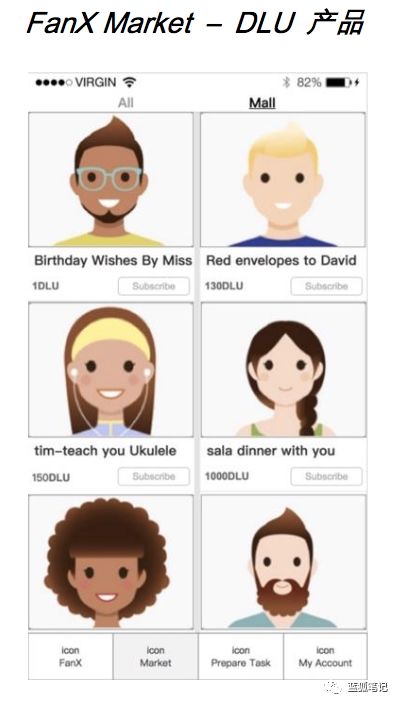 FanX Market – DLU 产品
VIRGIN 82%
All Mall
Birthday Wishes By Miss Red envelopes to David
1DLU Subscribe 130DLU Subscribe
tim-teach you Ukulele sala dinner with you
150DLU Subscribe 1000DLU Subscribe
icon icon icon icon
FanX Market Prepare Task My Account
蓝狐笔记